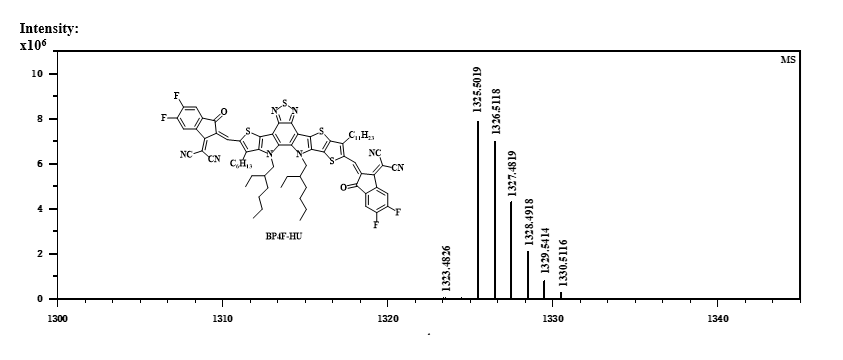 Intensity:
x10⁶
MS
10
8
6
4
2
0
1300
1310
1320
1330
1340
1323.4826
1325.5019
1326.5118
1327.4819
1328.4918
1329.5414
1330.5116
F
F
O
NC
CN
S
C₆H₁₃
N
S
N
N
N
S
S
C₁₁H₂₃
NC
CN
O
F
F
BP4F-HU